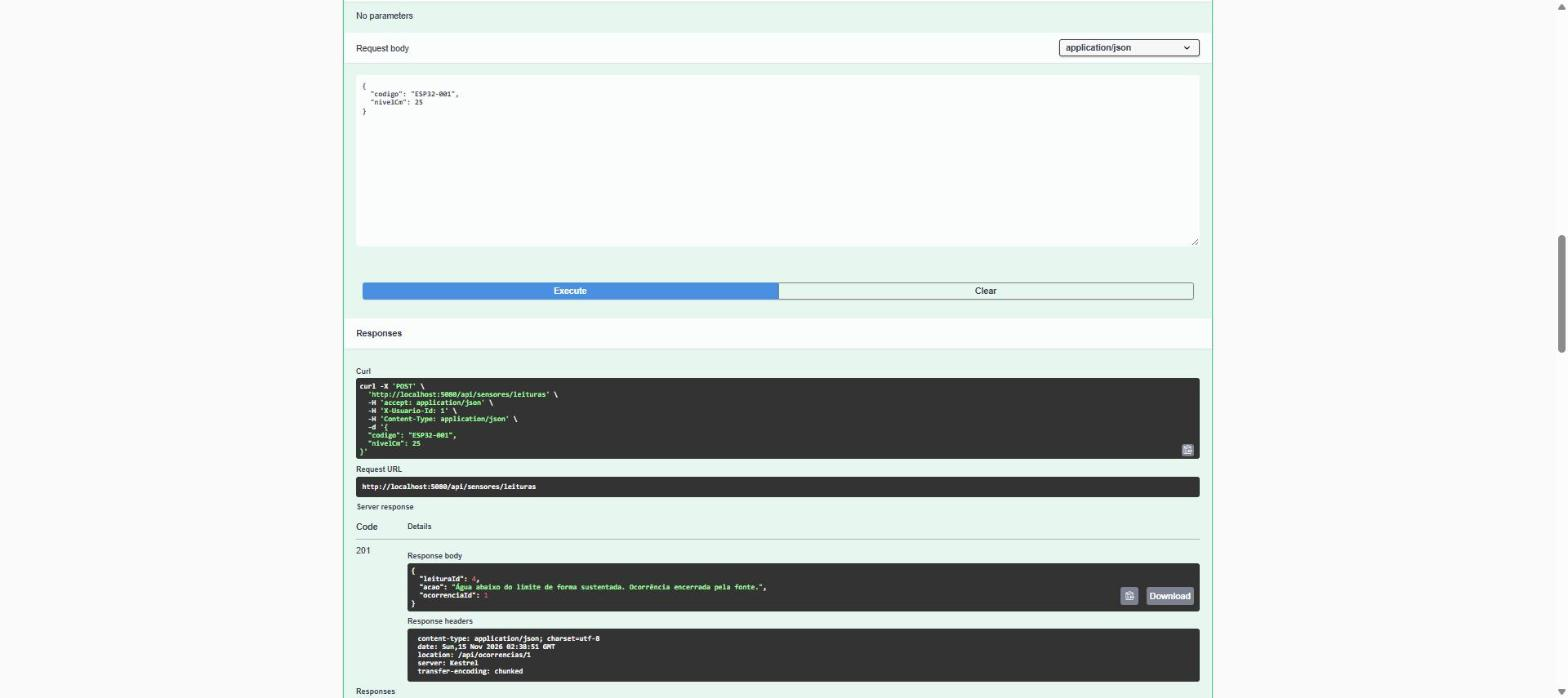 No parameters
Request body
application/json
{
  "codigo": "ESP32-001",
  "nivelCm": 25
}
Execute
Clear
Responses
Curl
curl -X 'POST' \
  'http://localhost:5080/api/sensores/leituras' \
  -H 'accept: application/json' \
  -H 'X-Usuario-Id: 1' \
  -H 'Content-Type: application/json' \
  -d '{
  "codigo": "ESP32-001",
  "nivelCm": 25
}'
Request URL
http://localhost:5080/api/sensores/leituras
Server response
Code
Details
201
Response body
{
  "leituraId": 4,
  "acao": "Água abaixo do limite de forma sustentada. Ocorrência encerrada pela fonte.",
  "ocorrenciaId": 1
}
Download
Response headers
content-type: application/json; charset=utf-8
date: Sun,15 Nov 2026 02:38:51 GMT
location: /api/ocorrencias/1
server: Kestrel
transfer-encoding: chunked
Responses